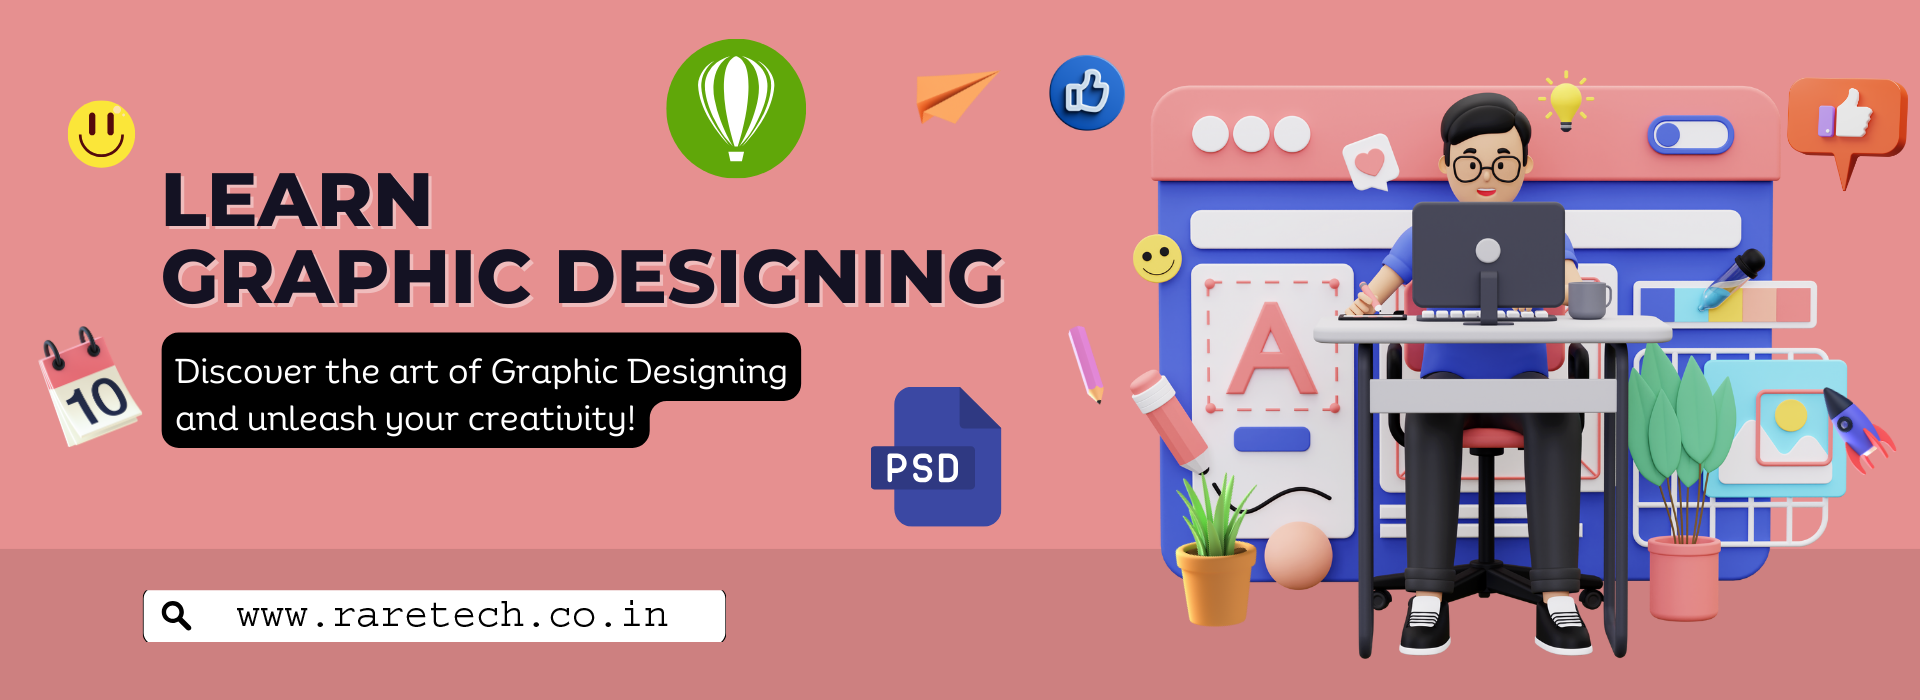 LEARN
GRAPHIC DESIGNING
Discover the art of Graphic Designing
and unleash your creativity!
10
PSD
A
www.raretech.co.in